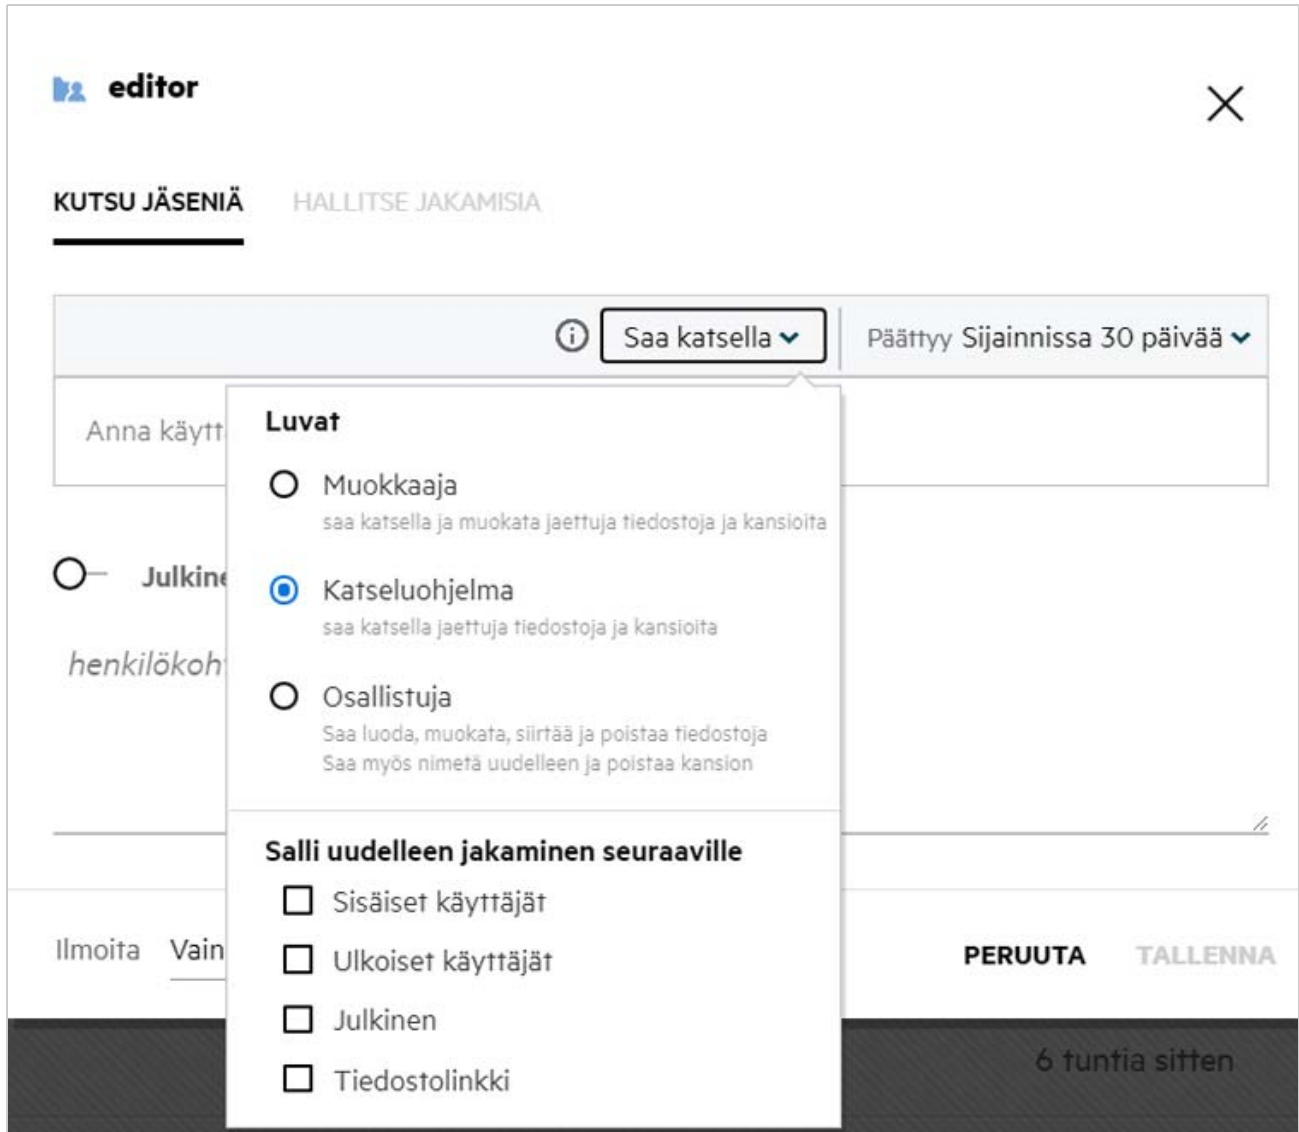 editor
KUTSU JÄSENIÄ HALLITSE JAKAMISIA
Saa katsella Päättyy Sijainnissa 30 päivää
Anna
Luvat
Muokkaaja
saa katsella ja muokata jaettuja tiedostoja ja kansioita
Katseluohjelma
saa katsella jaettuja tiedostoja ja kansioita
Osallistuja
Saa luoda, muokata, siirtää ja poistaa tiedostoja
Saa myös nimetä uudelleen ja poistaa kansion
Salli uudelleen jakaminen seuraaville
Sisäiset käyttäjät
Ilmoita Vain
Ulkoiset käyttäjät
PERUUTA TALLENNA
Julkinen
Tiedostolinkki
6 tuntia sitten